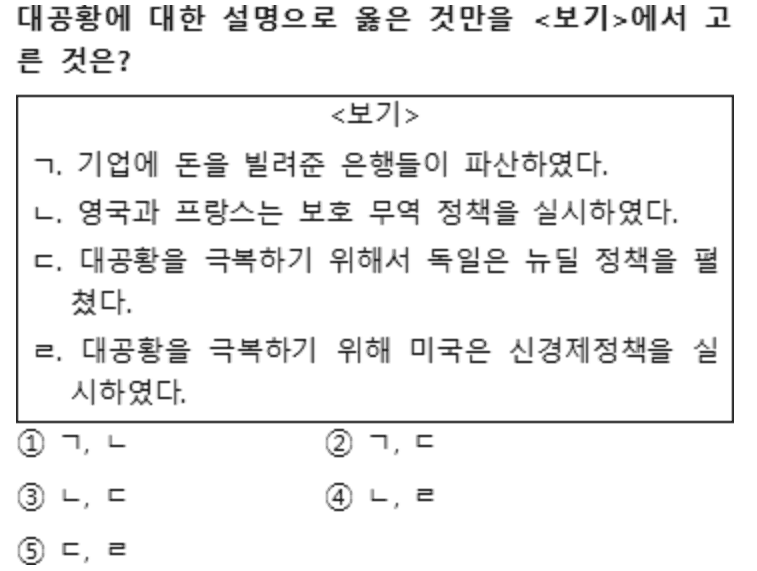 대공황에 대한 설명으로 옳은 것만을 <보기>에서 고
른 것은?
<보기>
ㄱ. 기업에 돈을 빌려준 은행들이 파산하였다.
ㄴ. 영국과 프랑스는 보호 무역 정책을 실시하였다.
ㄷ. 대공황을 극복하기 위해서 독일은 뉴딜 정책을 펼
쳤다.
ㄹ. 대공황을 극복하기 위해 미국은 신경제정책을 실
시하였다.
① ㄱ, ㄴ ② ㄱ, ㄷ
③ ㄴ, ㄷ ④ ㄴ, ㄹ
⑤ ㄷ, ㄹ